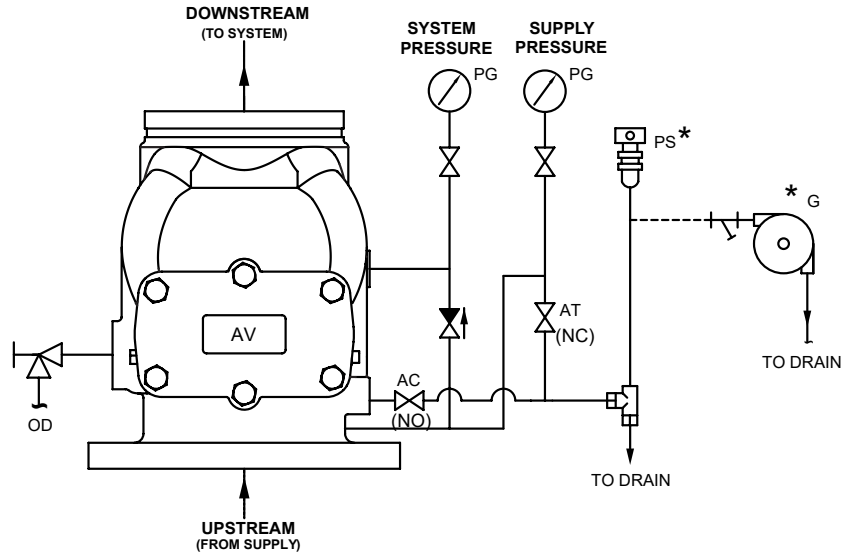 DOWNSTREAM
(TO SYSTEM)
SYSTEM
PRESSURE
SUPPLY
PRESSURE
PG
PG
PS*
* G
AV
AT
(NC)
TO DRAIN
AC
(NO)
OD
TO DRAIN
UPSTREAM
(FROM SUPPLY)